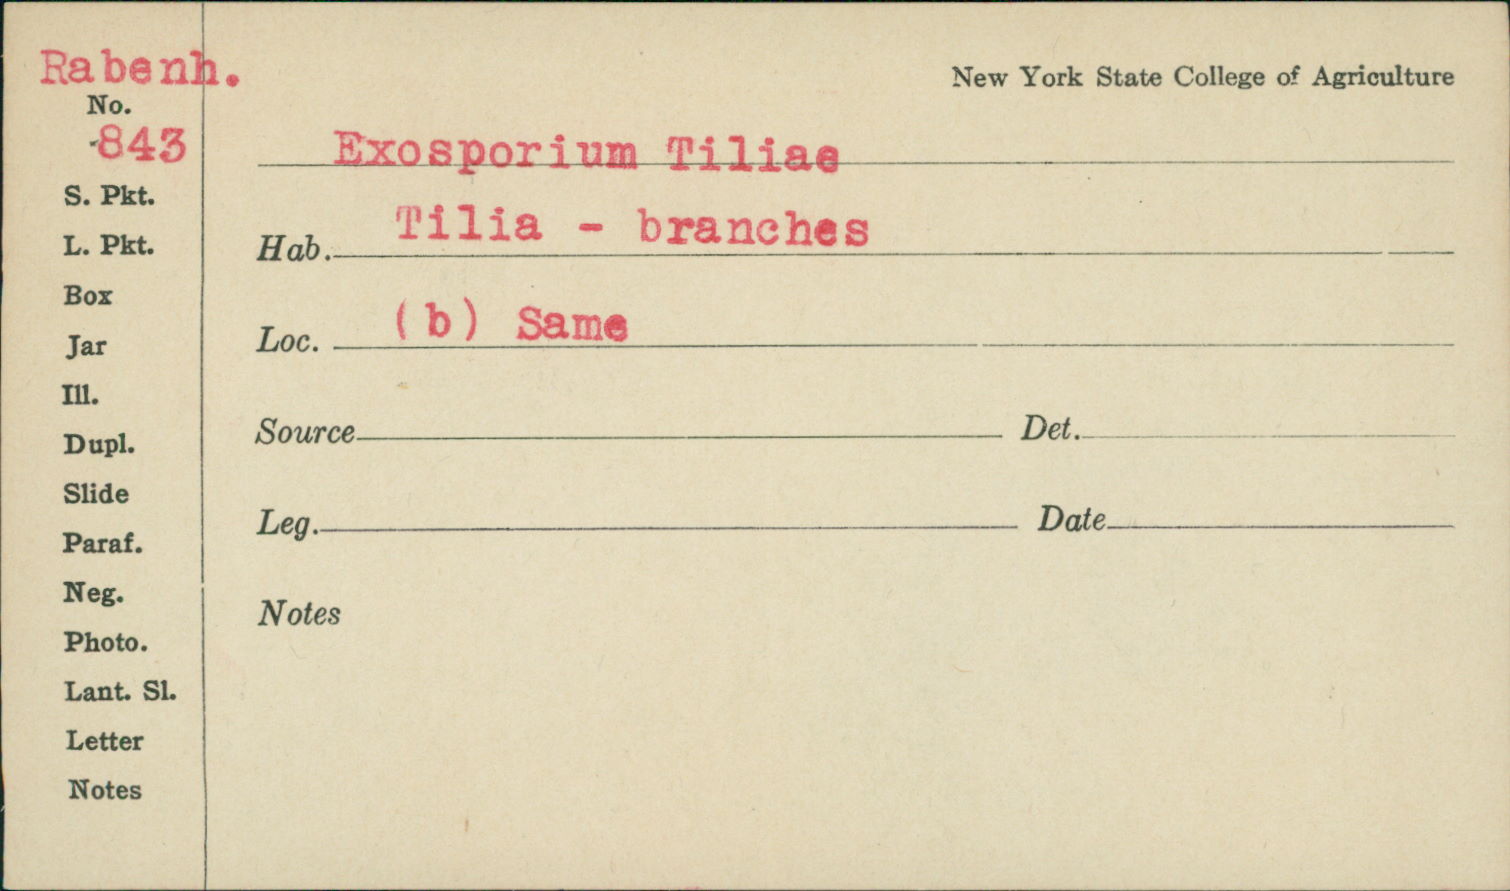 Rabenh.
New York State College of Agriculture
No.
843
Exosporium Tiliae
S. Pkt.
Tilia - branches
L. Pkt.
Hab.
Box
(b) Same
Jar
Loc.
Ill.
Dupl.
Source Det.
Slide
Leg. Date
Paraf.
Neg.
Notes
Photo.
Lant. Sl.
Letter
Notes